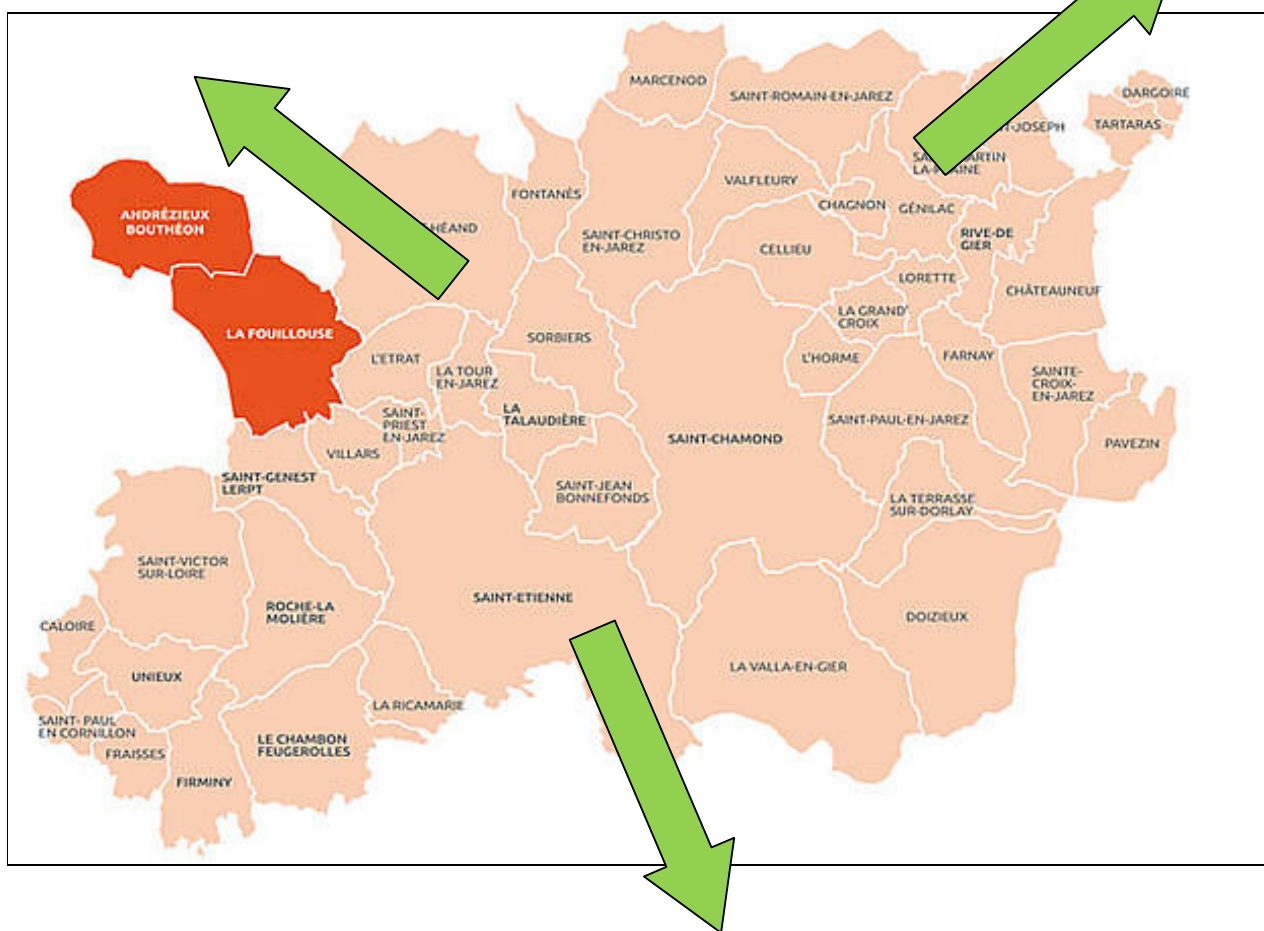 MARCENOD
SAINT-ROMAIN-EN-JAREZ
DARGOIRE
TARTARAS
-JOSEPH
LA
VALFLEURY
FONTANÈS
CHAGNON
GÉNILAC
ANDRÉZIEUX
BOUTHÉON
HÉAND
SAINT-CHRISTO
EN-JAREZ
CELLIEU
RIVE-DE
GIER
LORETTE
CHÂTEAUNEUF
LA GRAND'
CROIX
LA FOUILLOUSE
SORBIERS
L'ETRAT
L'HORME
FARNAY
LA TOUR
EN-JAREZ
SAINTE-
CROIX-
EN-JAREZ
SAINT-
PRIEST
EN-JAREZ
LA
TALAUDIÈRE
SAINT-PAUL-EN-JAREZ
SAINT-CHAMOND
PAVEZIN
VILLARS
SAINT-GENEST
LERPT
SAINT-JEAN
BONNEFONDS
LA TERRASSE
SUR-DORLAY
SAINT-VICTOR
SUR-LOIRE
SAINT-ETIENNE
ROCHE-LA
MOLIÈRE
DOIZIEUX
CALOIRE
LA VALLA-EN-GIER
UNIEUX
LA RICAMARIE
SAINT- PAUL
EN CORNILLON
LE CHAMBON
FEUGEROLLES
FRAISSES
FIRMINY